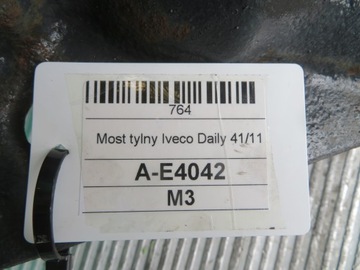 764
Most tylny Iveco Daily 41/11
A-E4042
M3